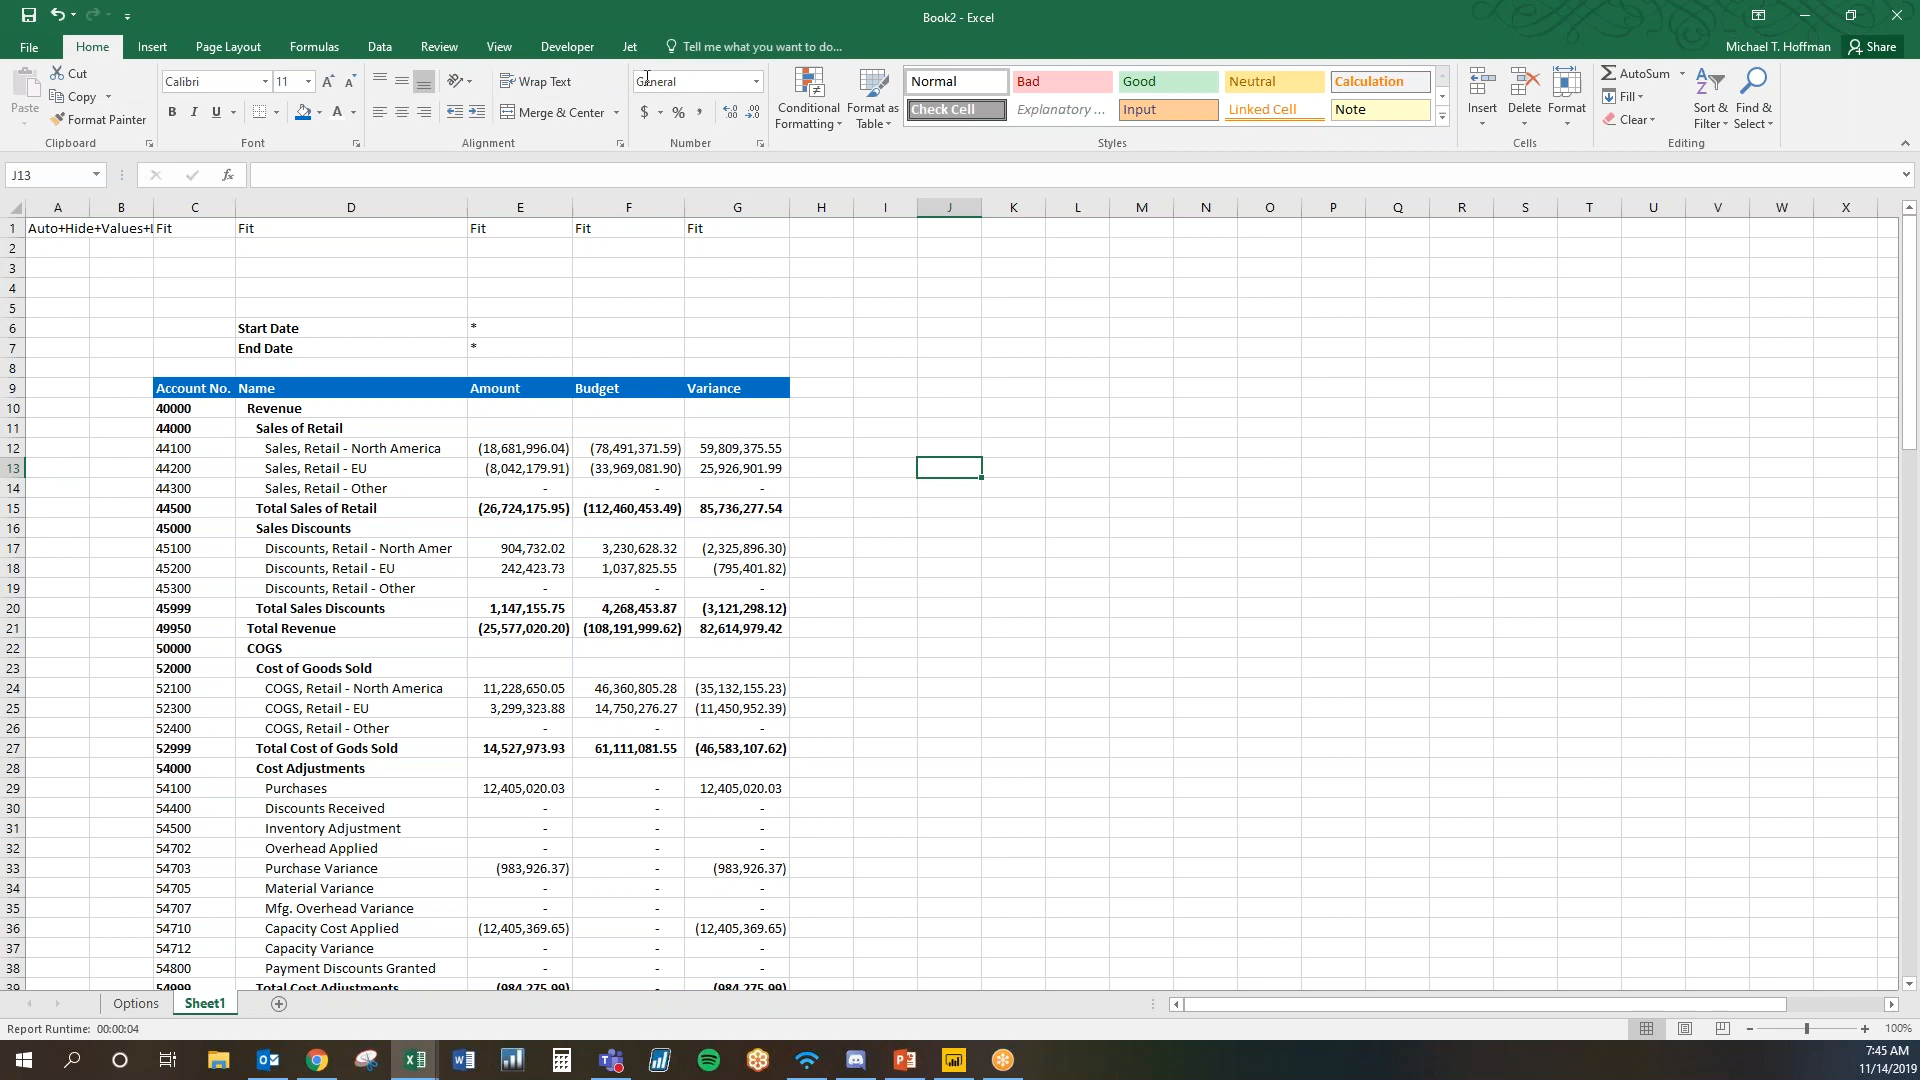 Book2 - Excel
File Home Insert Page Layout Formulas Data Review View Developer Jet Tell me what you want to do... Michael T. Hoffman Share
Paste Cut Copy Format Painter Clipboard
Calibri 11 A A B I U A Font
Wrap Text Merge & Center Alignment
General $ % , Number
Conditional Formatting Format as Table
Normal Bad Good Neutral Calculation
Check Cell Explanatory ... Input Linked Cell Note
Styles
Insert Delete Format Cells
AutoSum Fill Clear Sort & Filter Find & Select Editing
J13 fx
A B C D E F G H I J K L M N O P Q R S T U V W X
1 Auto+Hide+Values+ Fit Fit Fit Fit Fit
2
3
4
5
6 Start Date *
7 End Date *
8
9 Account No. Name Amount Budget Variance
10 40000 Revenue
11 44000 Sales of Retail
12 44100 Sales, Retail - North America (18,681,996.04) (78,491,371.59) 59,809,375.55
13 44200 Sales, Retail - EU (8,042,179.91) (33,969,081.90) 25,926,901.99
14 44300 Sales, Retail - Other - - -
15 44500 Total Sales of Retail (26,724,175.95) (112,460,453.49) 85,736,277.54
16 45000 Sales Discounts
17 45100 Discounts, Retail - North Amer 904,732.02 3,230,628.32 (2,325,896.30)
18 45200 Discounts, Retail - EU 242,423.73 1,037,825.55 (795,401.82)
19 45300 Discounts, Retail - Other - - -
20 45999 Total Sales Discounts 1,147,155.75 4,268,453.87 (3,121,298.12)
21 49950 Total Revenue (25,577,020.20) (108,191,999.62) 82,614,979.42
22 50000 COGS
23 52000 Cost of Goods Sold
24 52100 COGS, Retail - North America 11,228,650.05 46,360,805.28 (35,132,155.23)
25 52300 COGS, Retail - EU 3,299,323.88 14,750,276.27 (11,450,952.39)
26 52400 COGS, Retail - Other - - -
27 52999 Total Cost of Gods Sold 14,527,973.93 61,111,081.55 (46,583,107.62)
28 54000 Cost Adjustments
29 54100 Purchases 12,405,020.03 - 12,405,020.03
30 54400 Discounts Received - - -
31 54500 Inventory Adjustment - - -
32 54702 Overhead Applied - - -
33 54703 Purchase Variance (983,926.37) - (983,926.37)
34 54705 Material Variance - - -
35 54707 Mfg. Overhead Variance - - -
36 54710 Capacity Cost Applied (12,405,369.65) - (12,405,369.65)
37 54712 Capacity Variance - - -
38 54800 Payment Discounts Granted - - -
39 54999 Total Cost Adjustments (984,275.99) - (984,275.99)
Options Sheet1
Report Runtime: 00:00:04 100%
7:45 AM
11/14/2019